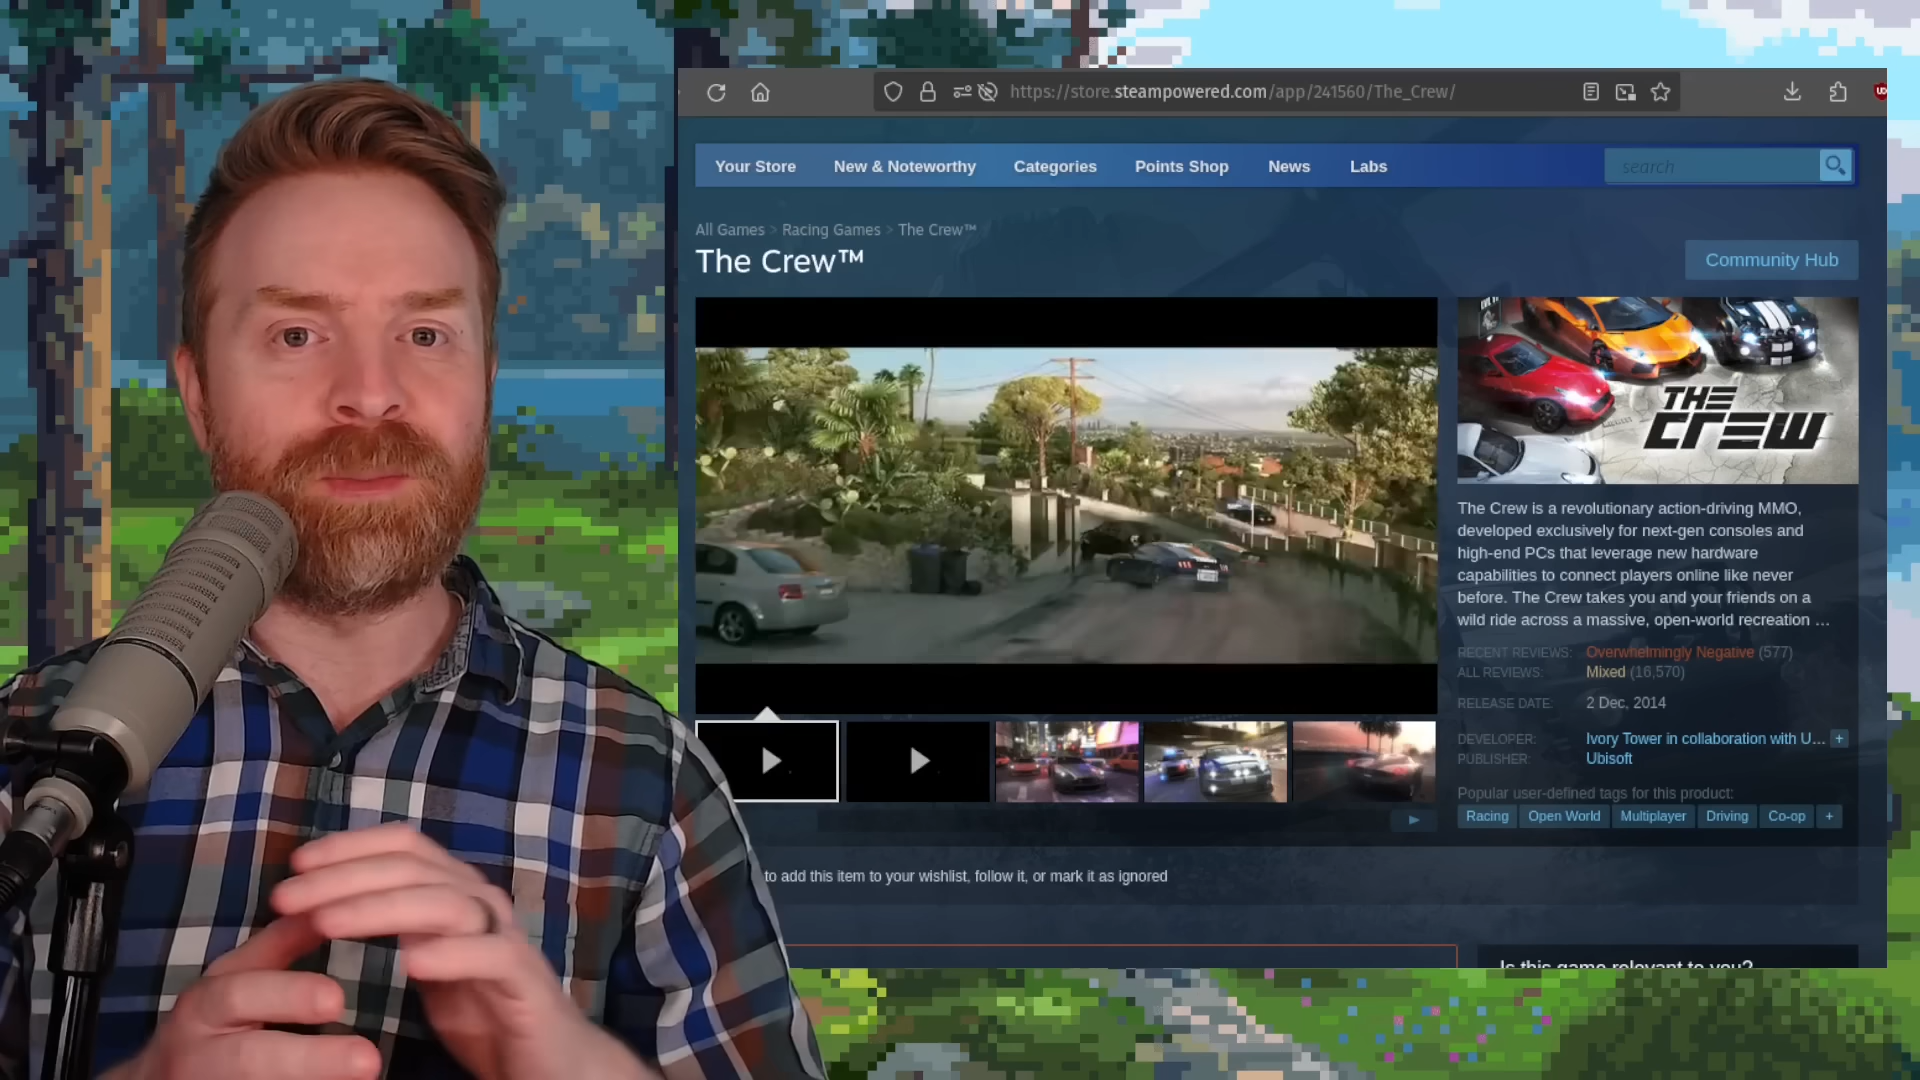 https://store.steampowered.com/app/241560/The_Crew/
Your Store New & Noteworthy Categories Points Shop News Labs search
All Games > Racing Games > The Crew™
The Crew™
Community Hub
THE CREW
The Crew is a revolutionary action-driving MMO,
developed exclusively for next-gen consoles and
high-end PCs that leverage new hardware
capabilities to connect players online like never
before. The Crew takes you and your friends on a
wild ride across a massive, open-world recreation ...
RECENT REVIEWS: Overwhelmingly Negative (577)
ALL REVIEWS: Mixed (16,570)
RELEASE DATE: 2 Dec, 2014
DEVELOPER: Ivory Tower in collaboration with U... +
PUBLISHER: Ubisoft
Popular user-defined tags for this product:
Racing Open World Multiplayer Driving Co-op +
to add this item to your wishlist, follow it, or mark it as ignored
Is this game relevant to you?